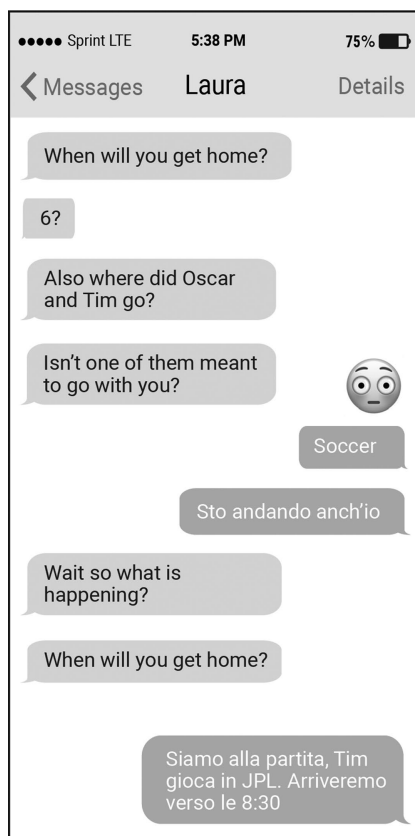 Sprint LTE 5:38 PM 75%
Messages Laura Details
When will you get home?
6?
Also where did Oscar
and Tim go?
Isn’t one of them meant
to go with you?
Soccer
Sto andando anch’io
Wait so what is
happening?
When will you get home?
Siamo alla partita, Tim
gioca in JPL. Arriveremo
verso le 8:30